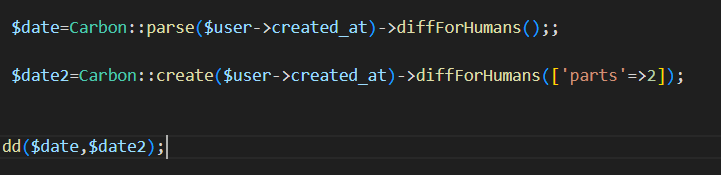 $date=Carbon::parse($user->created_at)->diffForHumans();;
$date2=Carbon::create($user->created_at)->diffForHumans(['parts'=>2]);
dd($date,$date2);